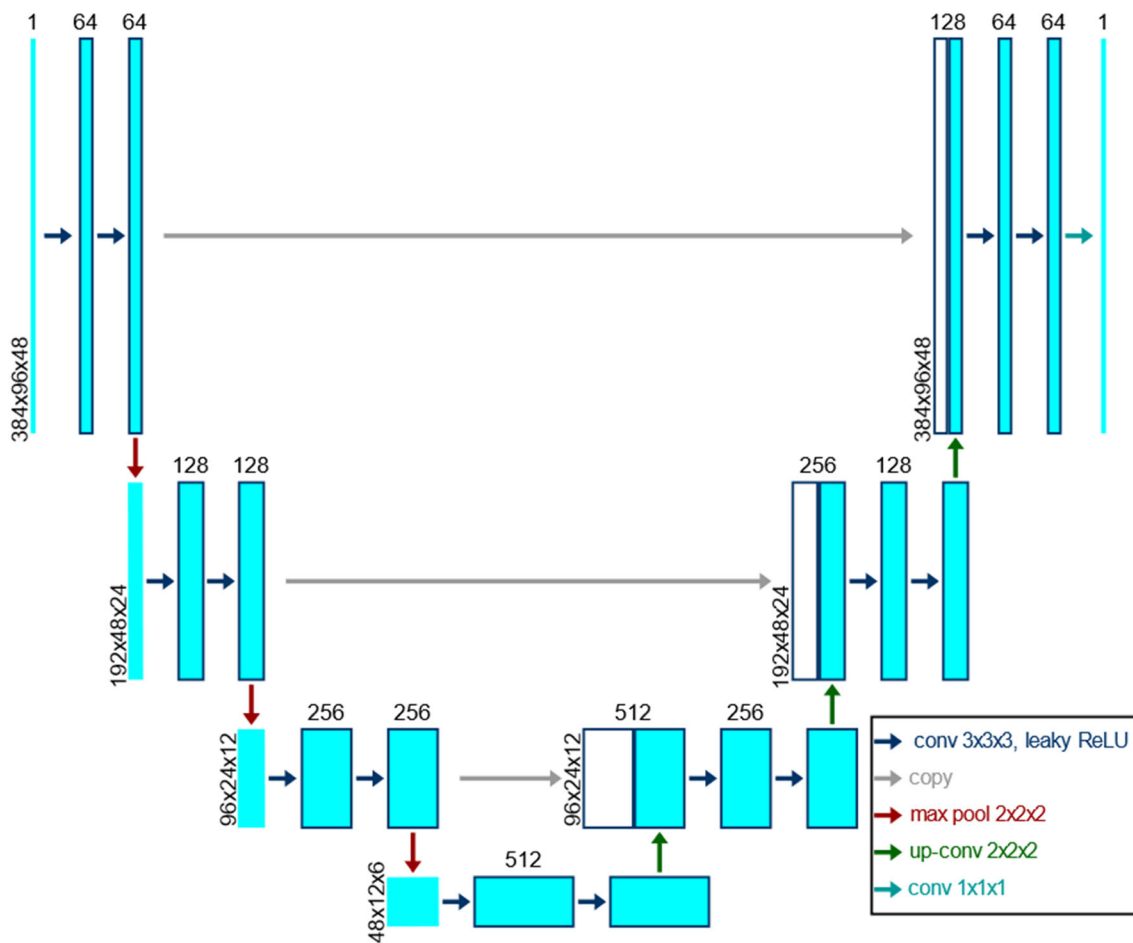 1 64 64 128 64 64 1
384x96x48 384x96x48
128 128 256 128
192x48x24 192x48x24
256 256 512 256
96x24x12 96x24x12
512
48x12x6
conv 3x3x3, leaky ReLU
copy
max pool 2x2x2
up-conv 2x2x2
conv 1x1x1